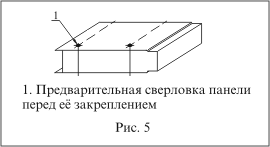 1
1. Предварительная сверловка панели
перед её закреплением
Рис. 5